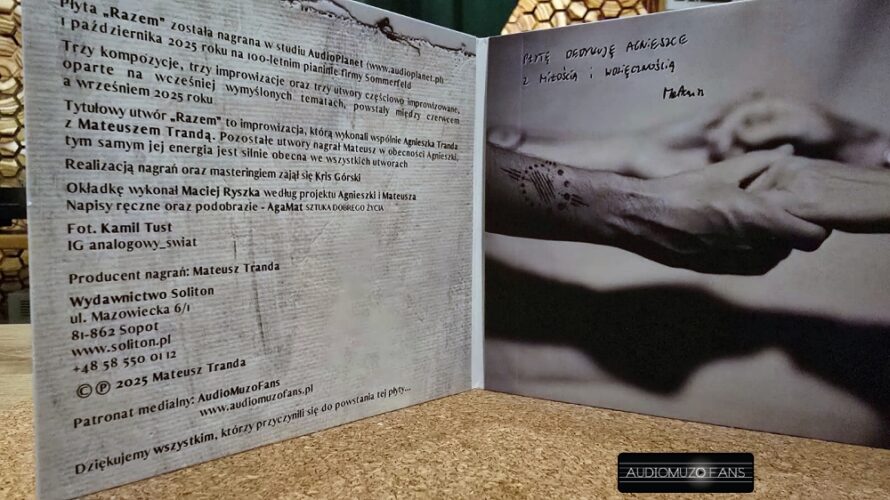 Płyta „Razem" została nagrana w studiu AudioPlanet (www.audioplanet.pl)
1 października 2025 roku na 100-letnim pianinie firmy Sommerfeld
Trzy kompozycje, trzy improwizacje oraz trzy utwory częściowo improwizowane,
oparte na wcześniej wymyślonych tematach, powstały między czerwcem
a wrześniem 2025 roku
Tytułowy utwór „Razem" to improwizacja, którą wykonali wspólnie Agnieszka Tranda
z Mateuszem Trandą. Pozostałe utwory nagrał Mateusz w obecności Agnieszki,
tym samym jej energia jest silnie obecna we wszystkich utworach
Realizacją nagrań oraz masteringiem zajął się Kris Górski
Okładkę wykonał Maciej Ryszka według projektu Agnieszki i Mateusza
Napisy ręczne oraz podobrazie - AgaMat SZTUKA DOBREGO ŻYCIA
Fot. Kamil Tust
IG analogowy_swiat
Producent nagrań: Mateusz Tranda
Wydawnictwo Soliton
ul. Mazowiecka 6/1
81-862 Sopot
www.soliton.pl
+48 58 550 01 12
© ℗ 2025 Mateusz Tranda
Patronat medialny: AudioMuzoFans
www.audiomuzofans.pl
Dziękujemy wszystkim, którzy przyczynili się do powstania tej płyty...
PŁYTĘ DEDYKUJĘ AGNIESZCE
Z MIŁOŚCIĄ I WDZIĘCZNOŚCIĄ
Mateusz
AUDIOMUZOFANS